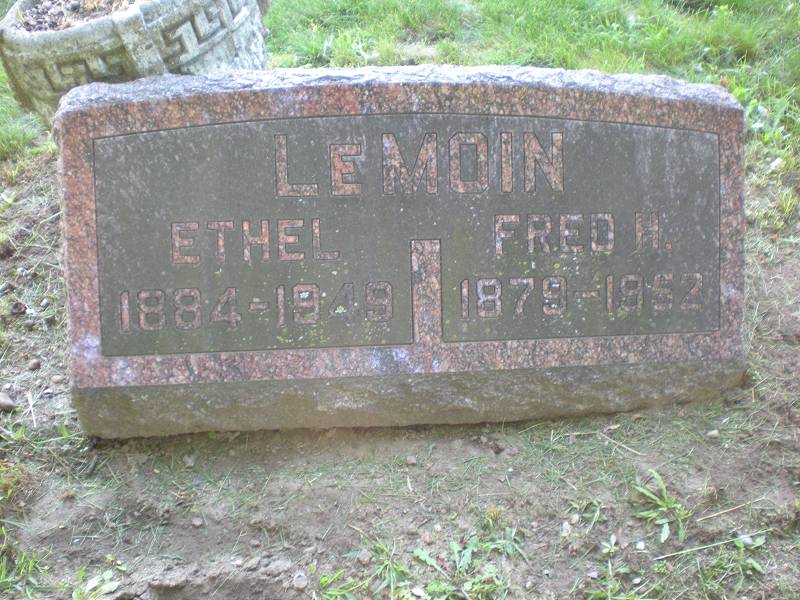 LeMOIN
ETHEL
1884-1949
FRED H.
1879-1952